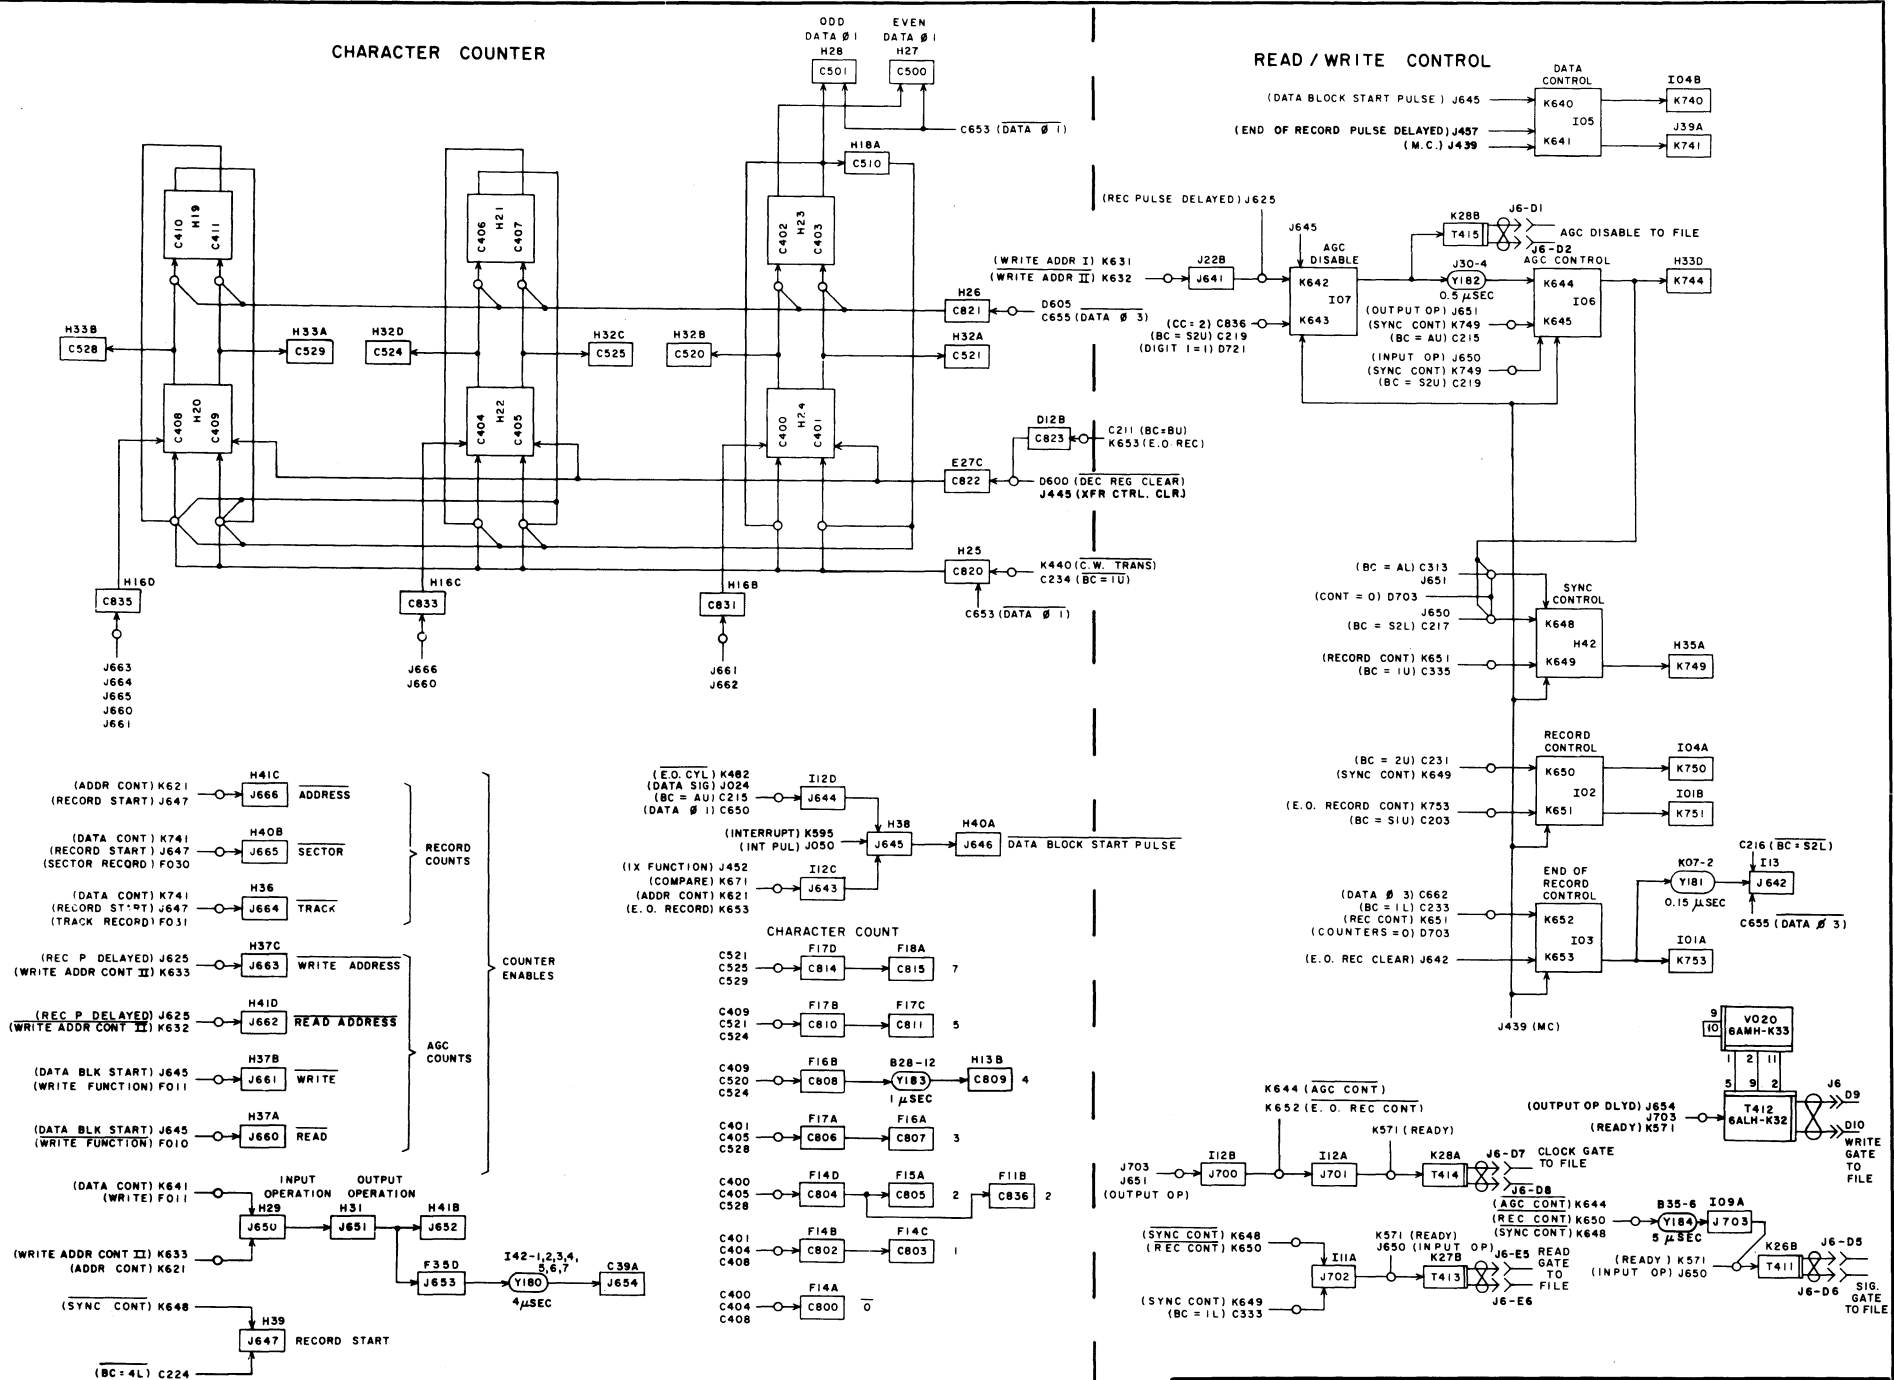 CHARACTER COUNTER
ODD
DATA Ø 1
H28
C501
EVEN
DATA Ø 1
H27
C500
C653 (DATA Ø 1)
H18A
C510
C410
H19
C411
C406
H21
C407
C402
H23
C403
H26
C821
D605
C655 (DATA Ø 3)
H33B
C528
H33A
C529
H32D
C524
H32C
C525
H32B
C520
H32A
C521
C408
H20
C409
C404
H22
C405
C400
H24
C401
D12B
C823
C211 (BC=BU)
K653 (E.O. REC)
E27C
C822
D600 (DEC REG CLEAR)
J445 (XFR CTRL. CLR.)
H25
C820
K440 (C.W. TRANS)
C234 (BC = 1U)
C653 (DATA Ø 1)
H16D
C835
J663
J664
J665
J660
J661
H16C
C833
J666
J660
H16B
C831
J661
J662
(ADDR CONT) K621
(RECORD START) J647
H41C
J666
ADDRESS
(DATA CONT) K741
(RECORD START) J647
(SECTOR RECORD) F030
H40B
J665
SECTOR
(DATA CONT) K741
(RECORD START) J647
(TRACK RECORD) F031
H36
J664
TRACK
RECORD
COUNTS
(REC P DELAYED) J625
(WRITE ADDR CONT II) K633
H37C
J663
WRITE ADDRESS
(REC P DELAYED) J625
(WRITE ADDR CONT II) K632
H41D
J662
READ ADDRESS
(DATA BLK START) J645
(WRITE FUNCTION) F011
H37B
J661
WRITE
(DATA BLK START) J645
(WRITE FUNCTION) F010
H37A
J660
READ
AGC
COUNTS
COUNTER
ENABLES
(DATA CONT) K641
(WRITE) F011
(WRITE ADDR CONT II) K633
(ADDR CONT) K621
INPUT
OPERATION
H29
J650
OUTPUT
OPERATION
H31
J651
H41B
J652
F35D
J653
I42-1,2,3,4,
5,6,7
Y180
4 µSEC
C39A
J654
(SYNC CONT) K648
(BC = 4L) C224
H39
J647
RECORD START
(E.O. CYL) K482
(DATA SIG) J024
(BC = AU) C215
(DATA Ø 1) C650
I12D
J644
(INTERRUPT) K595
(INT PUL) J050
H38
J645
H40A
J646
DATA BLOCK START PULSE
(1X FUNCTION) J452
(COMPARE) K671
(ADDR CONT) K621
(E. O. RECORD) K653
I12C
J643
CHARACTER COUNT
C521
C525
C529
F17D
C814
F18A
C815
7
C409
C521
C524
F17B
C810
F17C
C811
5
C409
C520
C524
F16B
C808
B28-12
Y183
1 µSEC
H13B
C809
4
C401
C405
C528
F17A
C806
F16A
C807
3
C400
C405
C528
F14D
C804
F15A
C805
2
F11B
C836
2
C401
C404
C408
F14B
C802
F14C
C803
1
C400
C404
C408
F14A
C800
0
READ / WRITE CONTROL
(DATA BLOCK START PULSE) J645
(END OF RECORD PULSE DELAYED) J457
(M.C.) J439
DATA
CONTROL
K640
I05
K641
I04B
K740
J39A
K741
(REC PULSE DELAYED) J625
J645
(WRITE ADDR I) K631
(WRITE ADDR II) K632
J22B
J641
AGC
DISABLE
K642
I07
K643
(CC = 2) C836
(BC = S2U) C219
(DIGIT 1=1) D721
K28B
T415
J6-D1
AGC DISABLE TO FILE
J6-D2
J30-4
Y182
0.5 µSEC
AGC CONTROL
K644
I06
K645
H33D
K744
(OUTPUT OP) J651
(SYNC CONT) K749
(BC = AU) C215
(INPUT OP) J650
(SYNC CONT) K749
(BC = S2U) C219
(BC = AL) C313
J651
(CONT = 0) D703
J650
(BC = S2L) C217
(RECORD CONT) K651
(BC = 1U) C335
SYNC
CONTROL
K648
H42
K649
H35A
K749
(BC = 2U) C231
(SYNC CONT) K649
(E.O. RECORD CONT) K753
(BC = S1U) C203
RECORD
CONTROL
K650
I02
K651
I04A
K750
I01B
K751
(DATA Ø 3) C662
(BC = 1L) C233
(REC CONT) K651
(COUNTERS = 0) D703
(E.O. REC CLEAR) J642
END OF
RECORD
CONTROL
K652
I03
K653
K07-2
Y181
0.15 µSEC
C216 (BC = S2L)
I13
J642
C655 (DATA Ø 3)
I01A
K753
J439 (MC)
9
10
V020
6AMH-K33
1 2 11
5 9 2
T412
6ALH-K32
(OUTPUT OP DLYD) J654
J703
(READY) K571
J6
D9
D10
WRITE
GATE
TO
FILE
K644 (AGC CONT)
K652 (E. O. REC CONT)
K571 (READY)
J703
J651
(OUTPUT OP)
I12B
J700
I12A
J701
K28A
T414
J6-D7
CLOCK GATE
TO FILE
J6-D8
(SYNC CONT) K648
(REC CONT) K650
(SYNC CONT) K649
(BC = 1L) C333
I11A
J702
K571 (READY)
J650 (INPUT OP)
K27B
T413
J6-E5
READ
GATE
TO
FILE
J6-E6
(AGC CONT) K644
(REC CONT) K650
(SYNC CONT) K648
B35-6
Y184
5 µSEC
I09A
J703
(READY) K571
(INPUT OP) J650
K26B
T411
J6-D5
J6-D6
SIG.
GATE
TO FILE